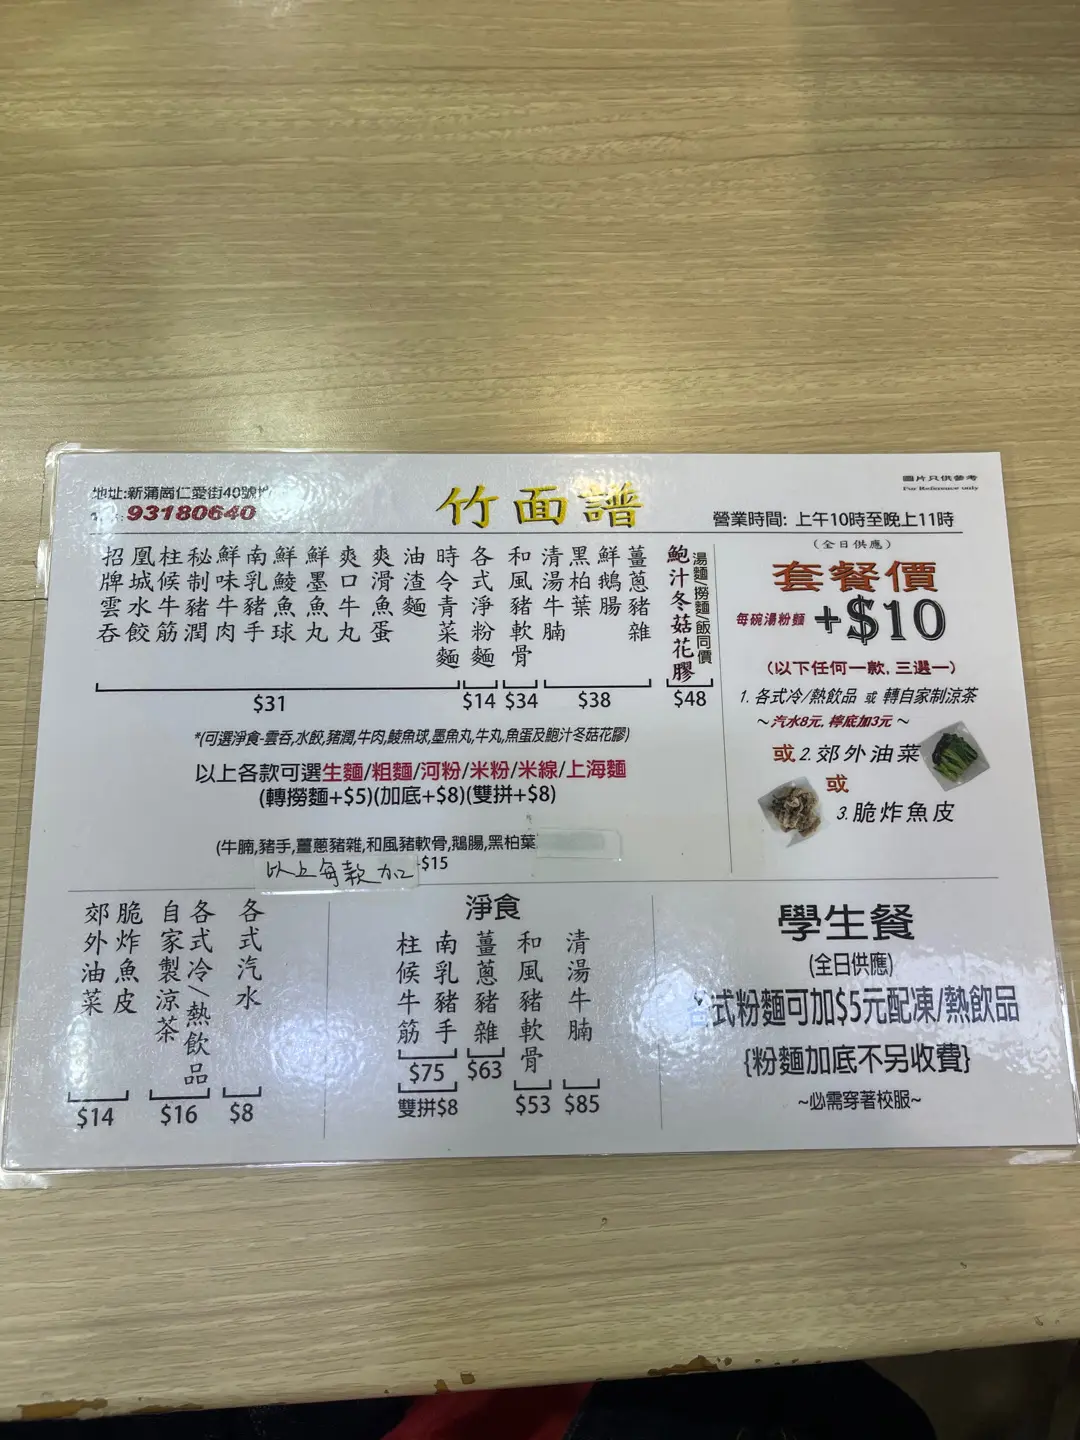 地址:新蒲崗仁愛街40號
93180640
竹面譜
圖片只供參考
For Reference only
營業時間: 上午10時至晚上11時
招牌雲吞
凰城水餃
柱候牛筋
秘制豬潤
鮮味牛肉
南乳豬手
鮮鯪魚球
鮮墨魚丸
爽口牛丸
爽滑魚蛋
油渣麵
時令青菜麵
$31
各式淨粉麵
$14
和風豬軟骨
$34
清湯牛腩
黑柏葉
鮮鵝腸
薑蔥豬雜
$38
鮑汁冬菇花膠
湯麵/撈麵/飯同價
$48
*(可選淨食-雲吞,水餃,豬潤,牛肉,鯪魚球,墨魚丸,牛丸,魚蛋及鮑汁冬菇花膠)
以上各款可選生麵/粗麵/河粉/米粉/米線/上海麵
(轉撈麵+$5)(加底+$8)(雙拼+$8)
(牛腩,豬手,薑蔥豬雜,和風豬軟骨,鵝腸,黑柏葉
以上每款加 $15
(全日供應)
套餐價
每碗湯粉麵 +$10
(以下任何一款, 三選一)
1. 各式冷/熱飲品 或 轉自家制涼茶
～汽水8元, 檸底加3元～
或 2. 郊外油菜
或
3. 脆炸魚皮
郊外油菜
脆炸魚皮
$14
自家製涼茶
各式冷/熱飲品
$16
各式汽水
$8
淨食
柱候牛筋
南乳豬手
$75
雙拼$8
薑蔥豬雜
$63
和風豬軟骨
$53
清湯牛腩
$85
學生餐
(全日供應)
各式粉麵可加$5元配凍/熱飲品
{粉麵加底不另收費}
~必需穿著校服~